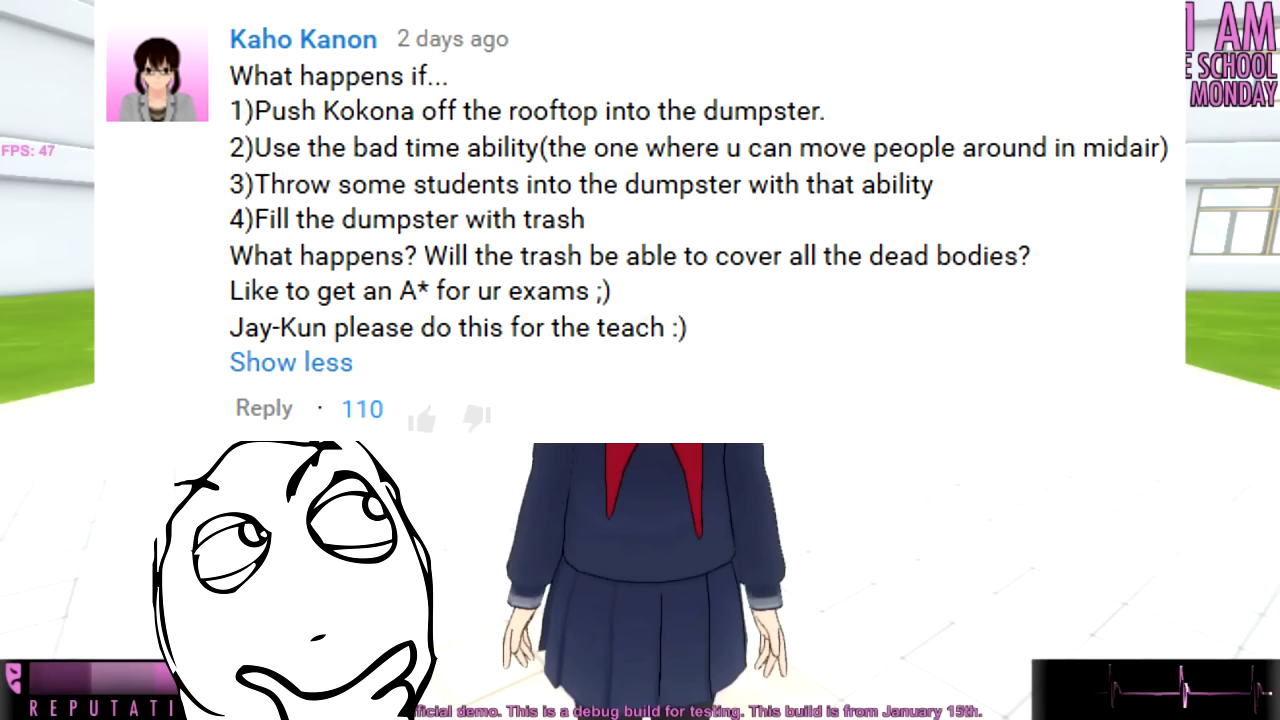 Kaho Kanon 2 days ago
What happens if...
1)Push Kokona off the rooftop into the dumpster.
2)Use the bad time ability(the one where u can move people around in midair)
3)Throw some students into the dumpster with that ability
4)Fill the dumpster with trash
What happens? Will the trash be able to cover all the dead bodies?
Like to get an A* for ur exams ;)
Jay-Kun please do this for the teach :)
Show less
Reply · 110
I AM
E SCHOOL
MONDAY
FPS: 47
REPUTATI
ficial demo. This is a debug build for testing. This build is from January 15th.